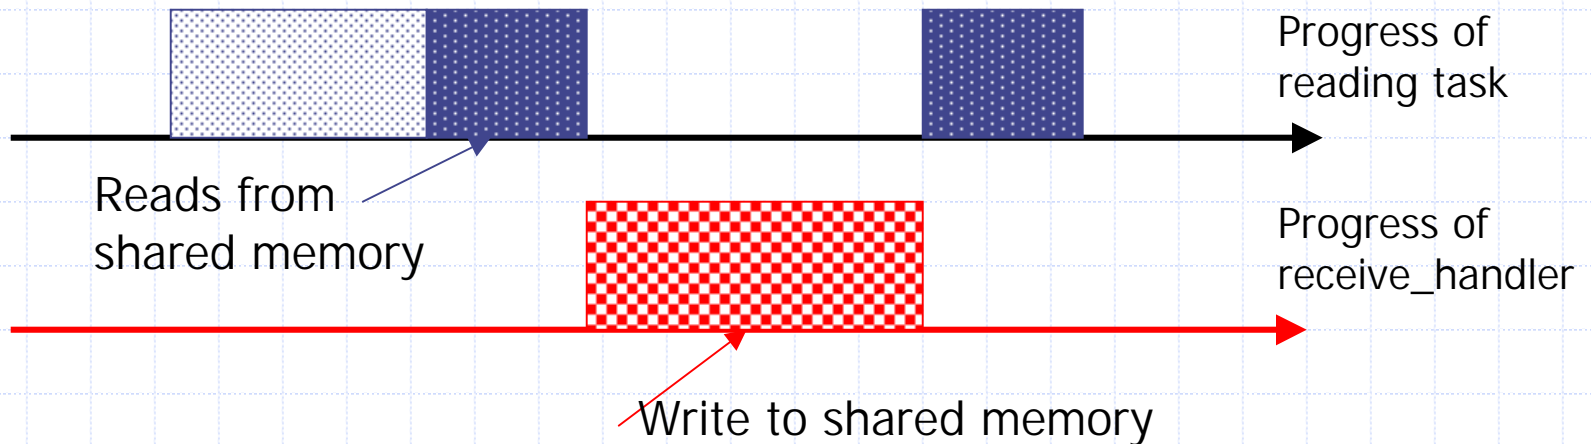 Progress of
reading task
Reads from
shared memory
Progress of
receive_handler
Write to shared memory